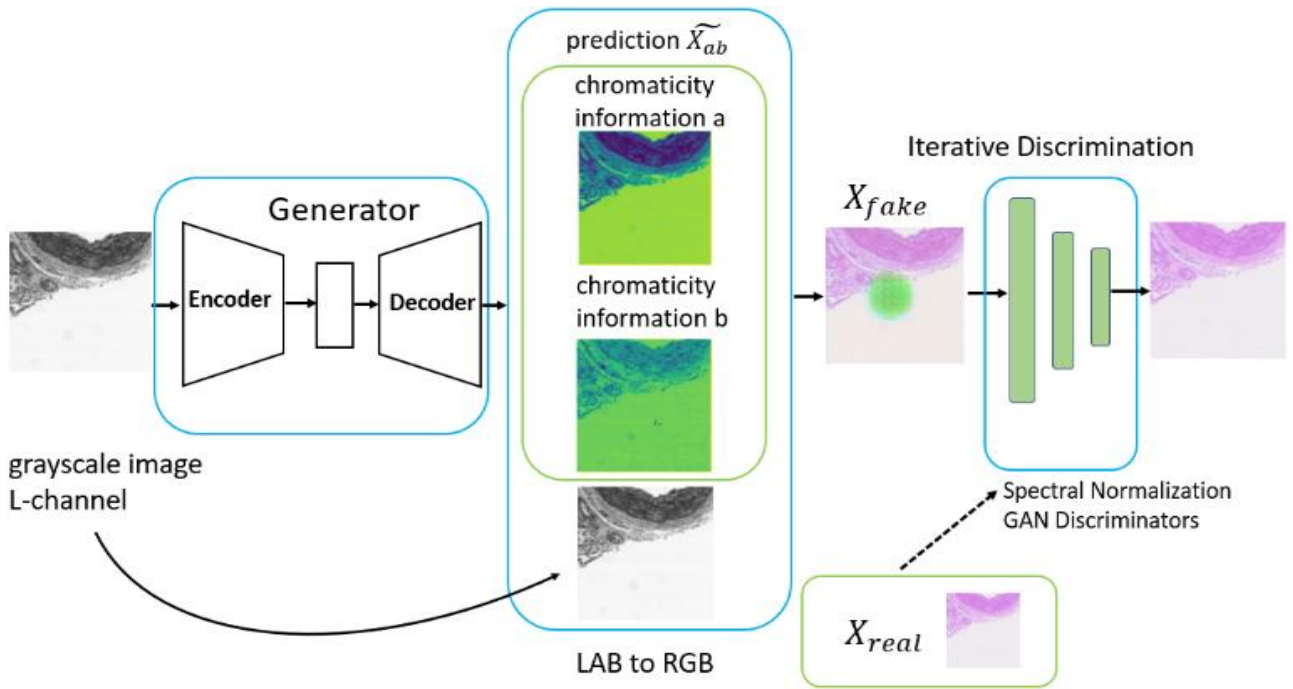 prediction $\widetilde{X_{ab}}$
chromaticity
information a
Iterative Discrimination
Generator
$X_{fake}$
Encoder
Decoder
chromaticity
information b
grayscale image
L-channel
Spectral Normalization
GAN Discriminators
$X_{real}$
LAB to RGB